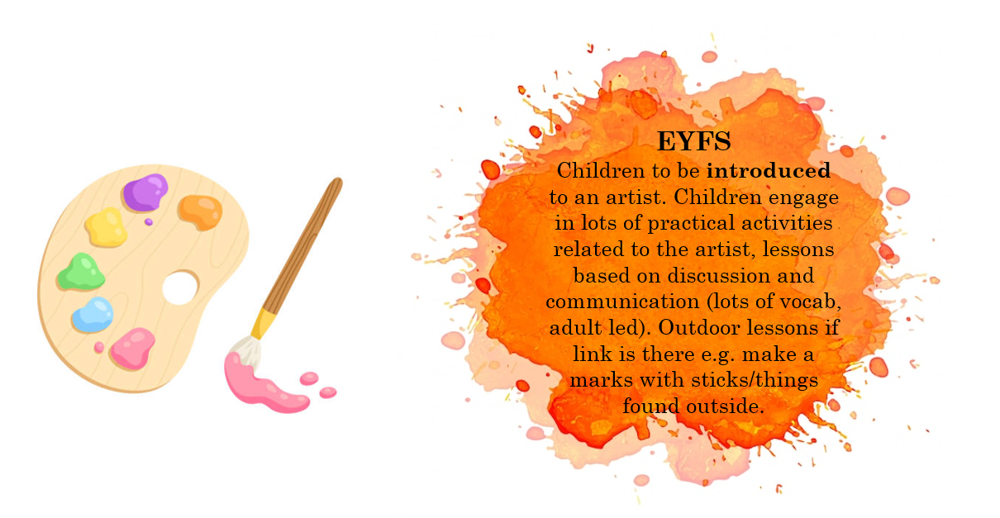 EYFS
Children to be introduced
to an artist. Children engage
in lots of practical activities
related to the artist, lessons
based on discussion and
communication (lots of vocab,
adult led). Outdoor lessons if
link is there e.g. make a
marks with sticks/things
found outside.